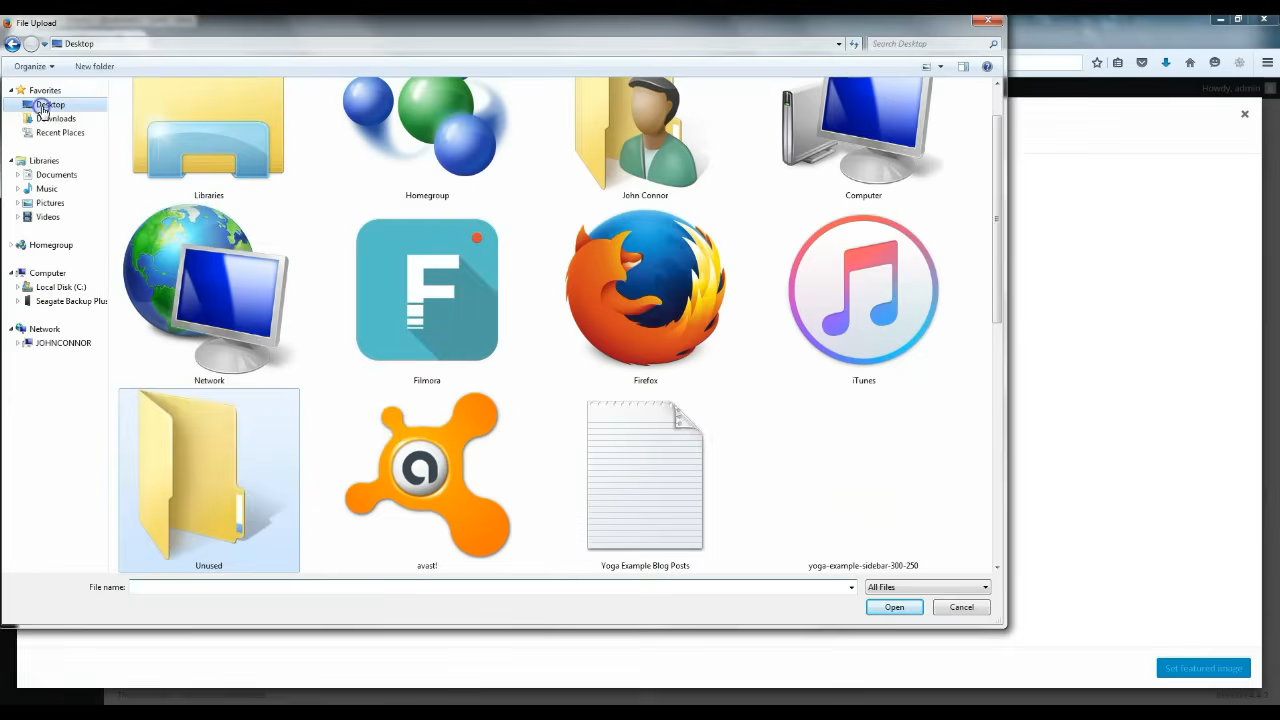 File Upload
Desktop
Search Desktop
Organize
New folder
Howdy, admin
Favorites
Desktop
Downloads
Recent Places
Libraries
Documents
Music
Pictures
Videos
Homegroup
Computer
Local Disk (C:)
Seagate Backup Plus
Network
JOHNCONNOR
Libraries
Homegroup
John Connor
Computer
Network
Filmora
Firefox
iTunes
Unused
avast!
Yoga Example Blog Posts
yoga-example-sidebar-300-250
File name:
All Files
Open
Cancel
Set featured image